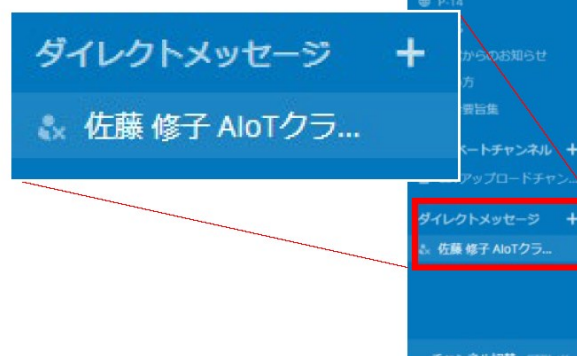 P-14
からのお知らせ
方
要旨集
ートチャンネル +
アップロードチャン...
ダイレクトメッセージ +
佐藤 修子 AIoTクラ...
ダイレクトメッセージ +
佐藤 修子 AIoTクラ...